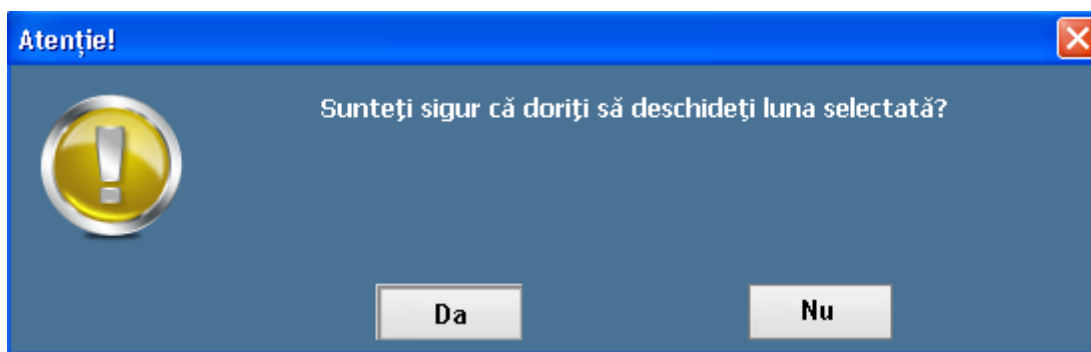 Atenție!
Sunteţi sigur că doriţi să deschideţi luna selectată?
Da
Nu